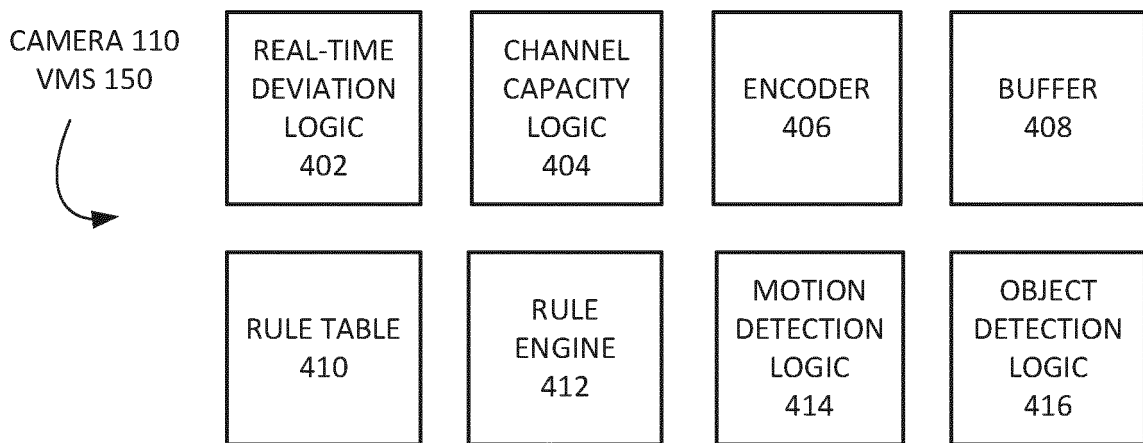 CAMERA 110
VMS 150
REAL-TIME
DEVIATION
LOGIC
402
CHANNEL
CAPACITY
LOGIC
404
ENCODER
406
BUFFER
408
RULE TABLE
410
RULE
ENGINE
412
MOTION
DETECTION
LOGIC
414
OBJECT
DETECTION
LOGIC
416